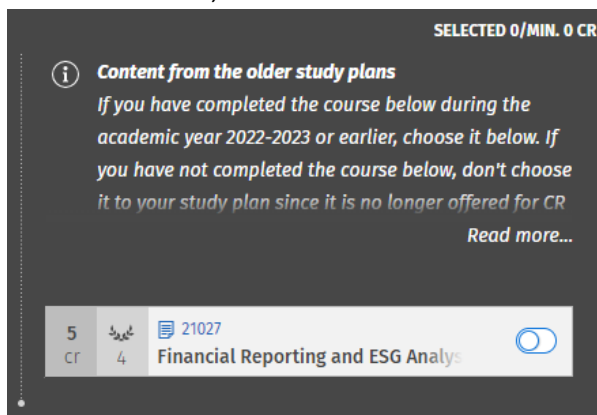 SELECTED 0/MIN. 0 CR
Content from the older study plans
If you have completed the course below during the
academic year 2022-2023 or earlier, choose it below. If
you have not completed the course below, don't choose
it to your study plan since it is no longer offered for CR
Read more...
5 cr
4
21027
Financial Reporting and ESG Analys